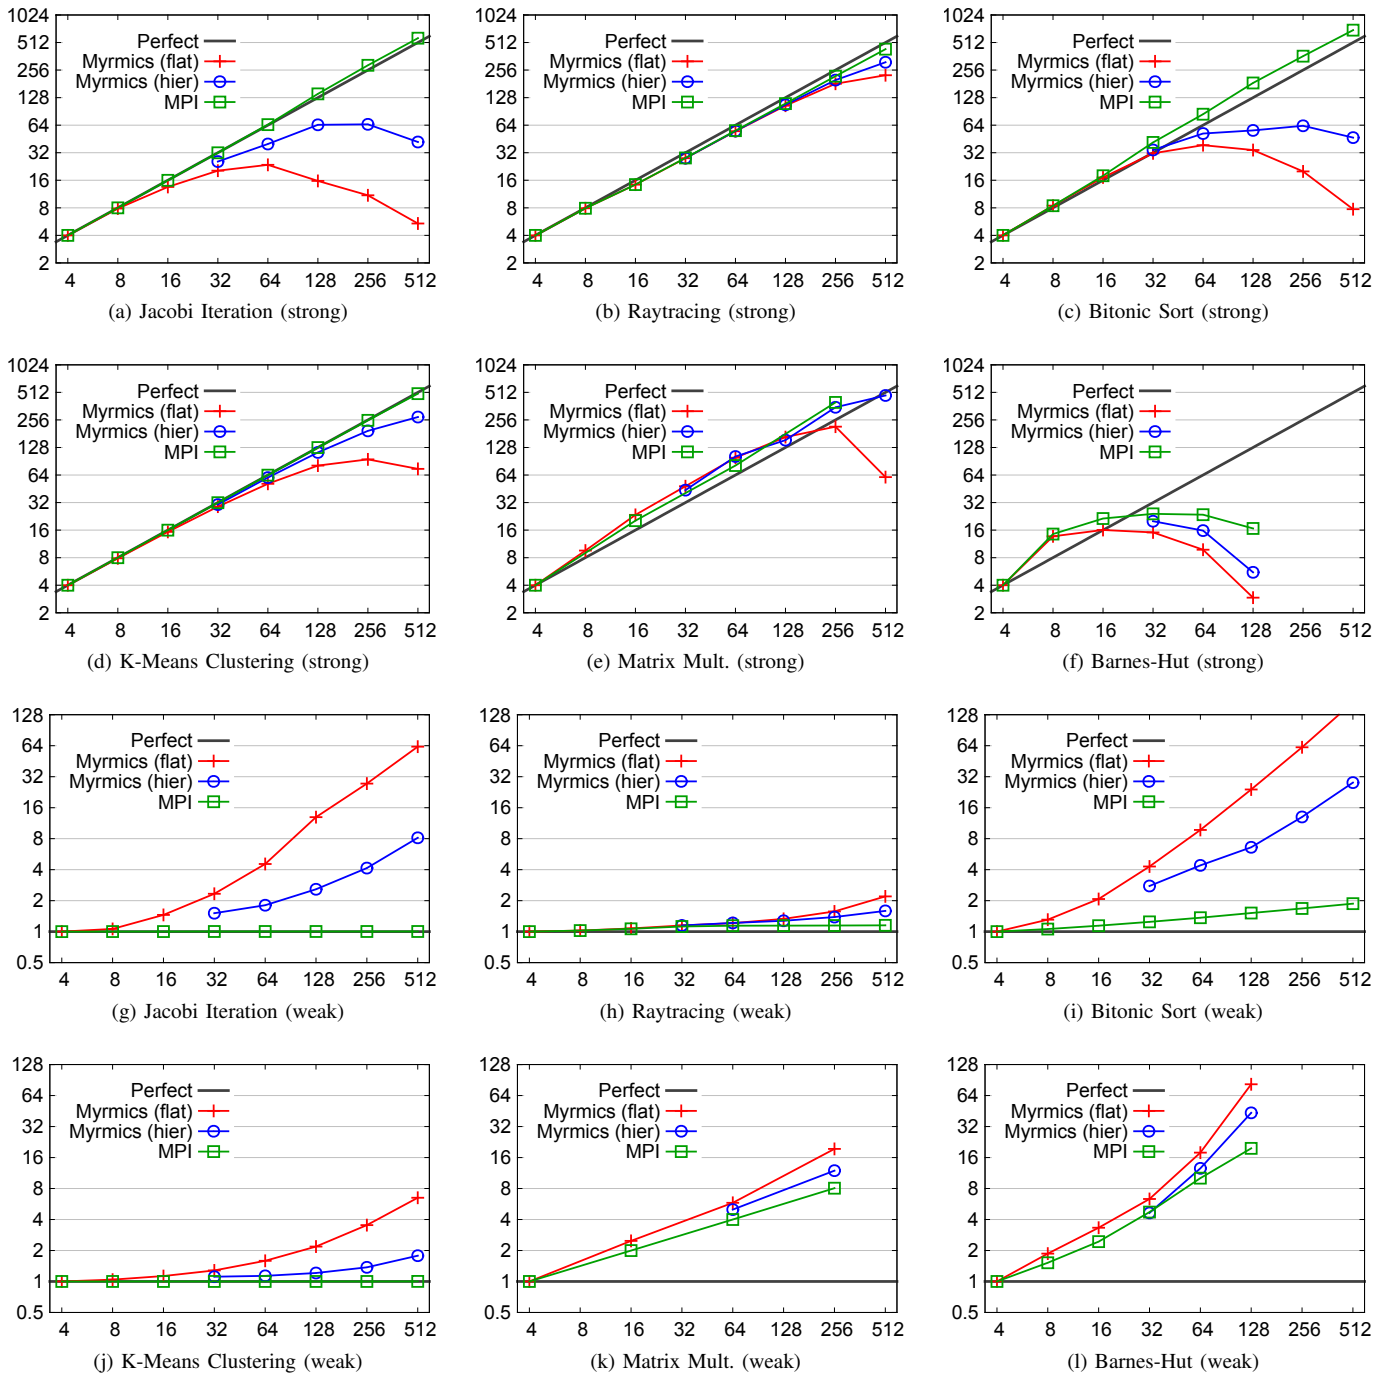 1024
512
256
128
64
32
16
8
4
2
Perfect
Myrmics (flat)
Myrmics (hier)
MPI
4 8 16 32 64 128 256 512
(a) Jacobi Iteration (strong)
1024
512
256
128
64
32
16
8
4
2
Perfect
Myrmics (flat)
Myrmics (hier)
MPI
4 8 16 32 64 128 256 512
(b) Raytracing (strong)
1024
512
256
128
64
32
16
8
4
2
Perfect
Myrmics (flat)
Myrmics (hier)
MPI
4 8 16 32 64 128 256 512
(c) Bitonic Sort (strong)
1024
512
256
128
64
32
16
8
4
2
Perfect
Myrmics (flat)
Myrmics (hier)
MPI
4 8 16 32 64 128 256 512
(d) K-Means Clustering (strong)
1024
512
256
128
64
32
16
8
4
2
Perfect
Myrmics (flat)
Myrmics (hier)
MPI
4 8 16 32 64 128 256 512
(e) Matrix Mult. (strong)
1024
512
256
128
64
32
16
8
4
2
Perfect
Myrmics (flat)
Myrmics (hier)
MPI
4 8 16 32 64 128 256 512
(f) Barnes-Hut (strong)
128
64
32
16
8
4
2
1
0.5
Perfect
Myrmics (flat)
Myrmics (hier)
MPI
4 8 16 32 64 128 256 512
(g) Jacobi Iteration (weak)
128
64
32
16
8
4
2
1
0.5
Perfect
Myrmics (flat)
Myrmics (hier)
MPI
4 8 16 32 64 128 256 512
(h) Raytracing (weak)
128
64
32
16
8
4
2
1
0.5
Perfect
Myrmics (flat)
Myrmics (hier)
MPI
4 8 16 32 64 128 256 512
(i) Bitonic Sort (weak)
128
64
32
16
8
4
2
1
0.5
Perfect
Myrmics (flat)
Myrmics (hier)
MPI
4 8 16 32 64 128 256 512
(j) K-Means Clustering (weak)
128
64
32
16
8
4
2
1
0.5
Perfect
Myrmics (flat)
Myrmics (hier)
MPI
4 8 16 32 64 128 256 512
(k) Matrix Mult. (weak)
128
64
32
16
8
4
2
1
0.5
Perfect
Myrmics (flat)
Myrmics (hier)
MPI
4 8 16 32 64 128 256 512
(l) Barnes-Hut (weak)